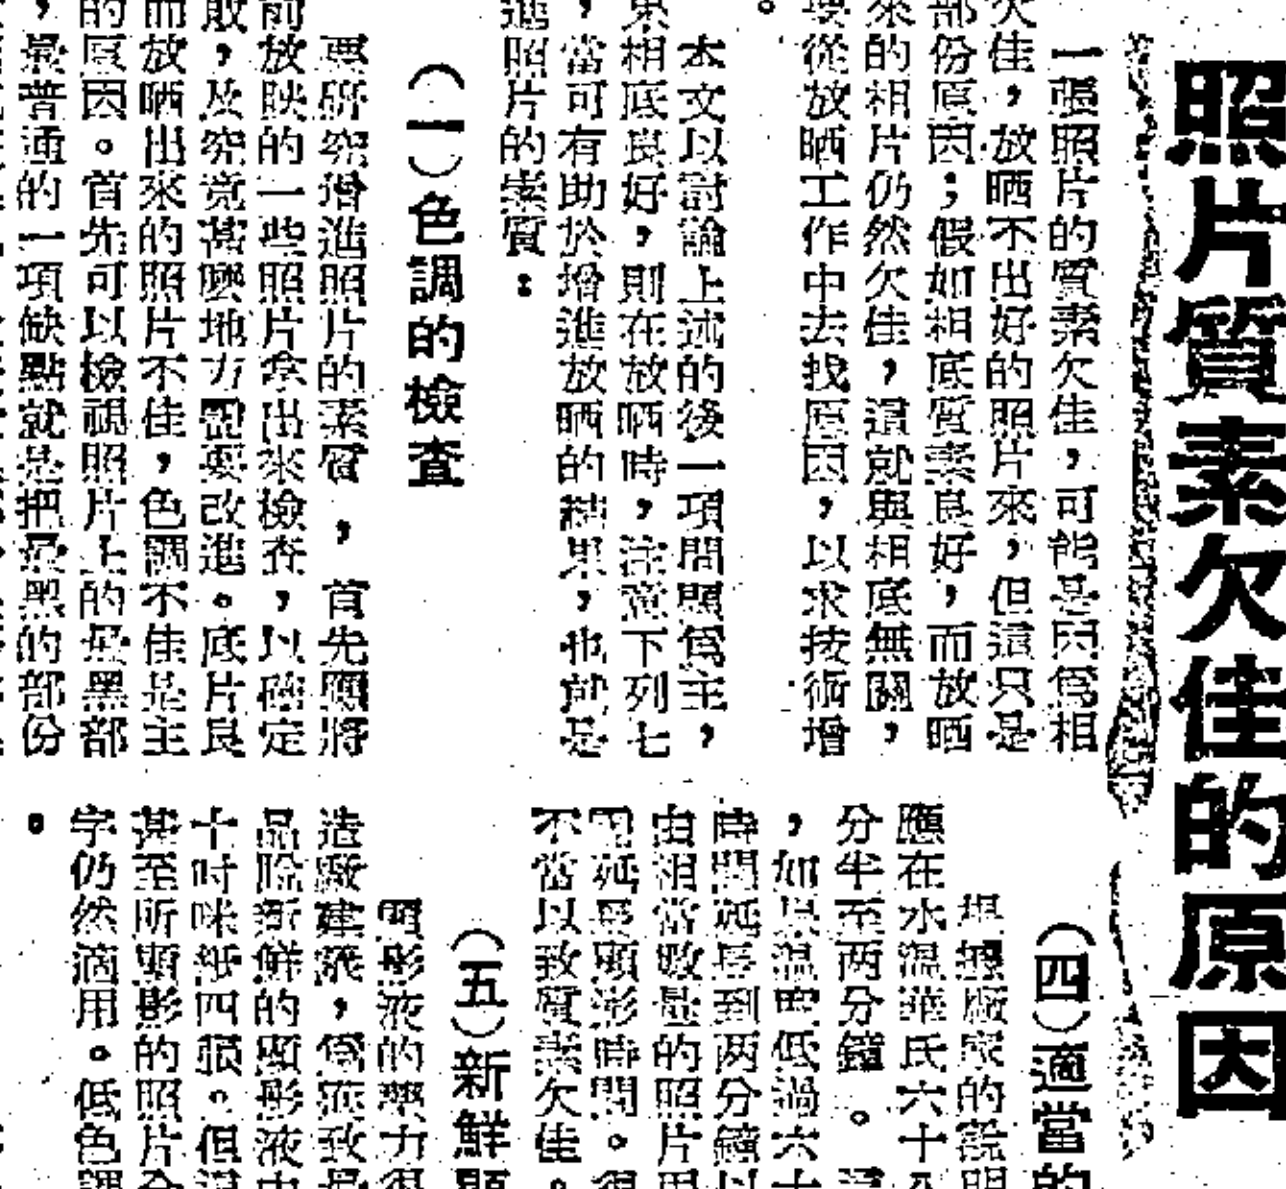 照片質素欠佳的原因
一張照片的質素欠佳，可能是因爲相
欠佳，放晒不出好的照片來，但這只是
部份原因；假如相底質素良好，而放晒
來的相片仍然欠佳，這就與相底無關，
要從放晒工作中去找原因，以求技術增
。
本文以討論上述的後一項問題爲主，
果相底良好，則在放晒時，注意下列七
，當可有助於增進放晒的結果，也就是
進照片的素質：
（一）色調的檢查
要研究增進照片的素質，首先應將
前放映的一些照片拿出來檢查，以確定
敗，及究竟甚麼地方需要改進。底片良
而放晒出來的照片不佳，色調不佳是主
的原因。首先可以檢視照片上的最黑部
，最普通的一項缺點就是把最黑的部份
（四）適當的
根據廠家的說明
應在水溫華氏六十八
分半至两分鐘。
，如果溫度低過六十
時間延長到两分鐘以
由相當數量的照片用
延長顯影時間。很
不當以致質素欠佳。
（五）新鮮顯
照影液的藥力很
造廠建議，爲
品除新鮮的顯影液中
十吋咪紙四張。但
甚至所顯影的照片分
字仍然適用。低色調
。